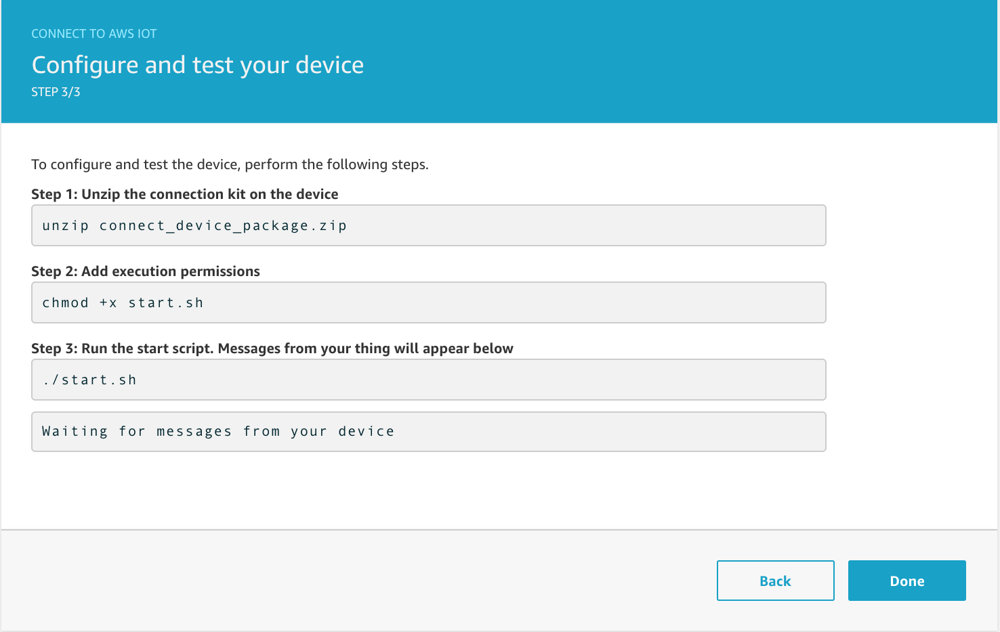 CONNECT TO AWS IOT
Configure and test your device
STEP 3/3
To configure and test the device, perform the following steps.
Step 1: Unzip the connection kit on the device
unzip connect_device_package.zip
Step 2: Add execution permissions
chmod +x start.sh
Step 3: Run the start script. Messages from your thing will appear below
./start.sh
Waiting for messages from your device
Back
Done